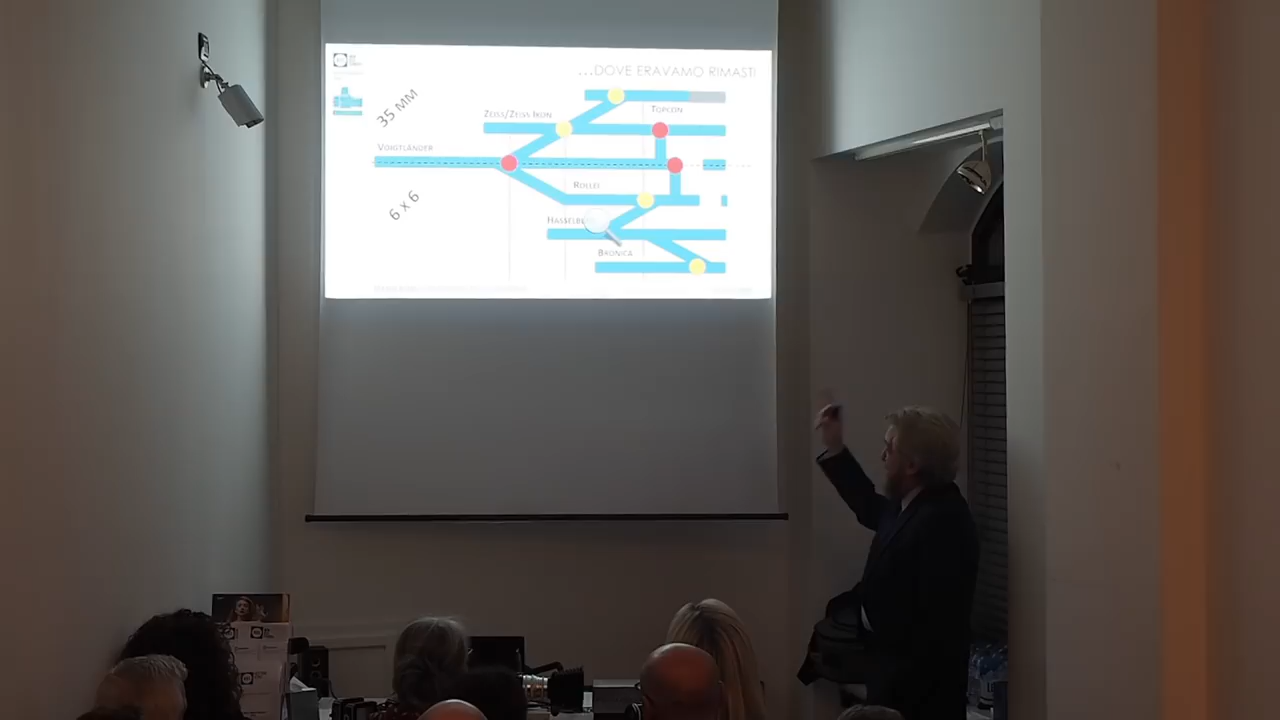 ...DOVE ERAVAMO RIMASTI
35 MM
TOPCON
ZEISS/ZEISS IKON
VOIGTLÄNDER
6 x 6
ROLLEI
BRONICA